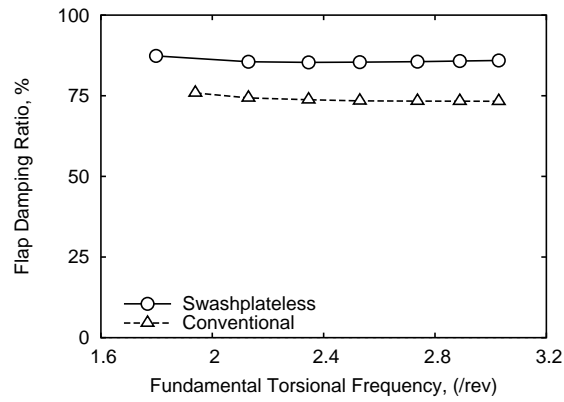 100
75
50
25
0
Flap Damping Ratio, %
Swashplateless
Conventional
1.6 2 2.4 2.8 3.2
Fundamental Torsional Frequency, (/rev)